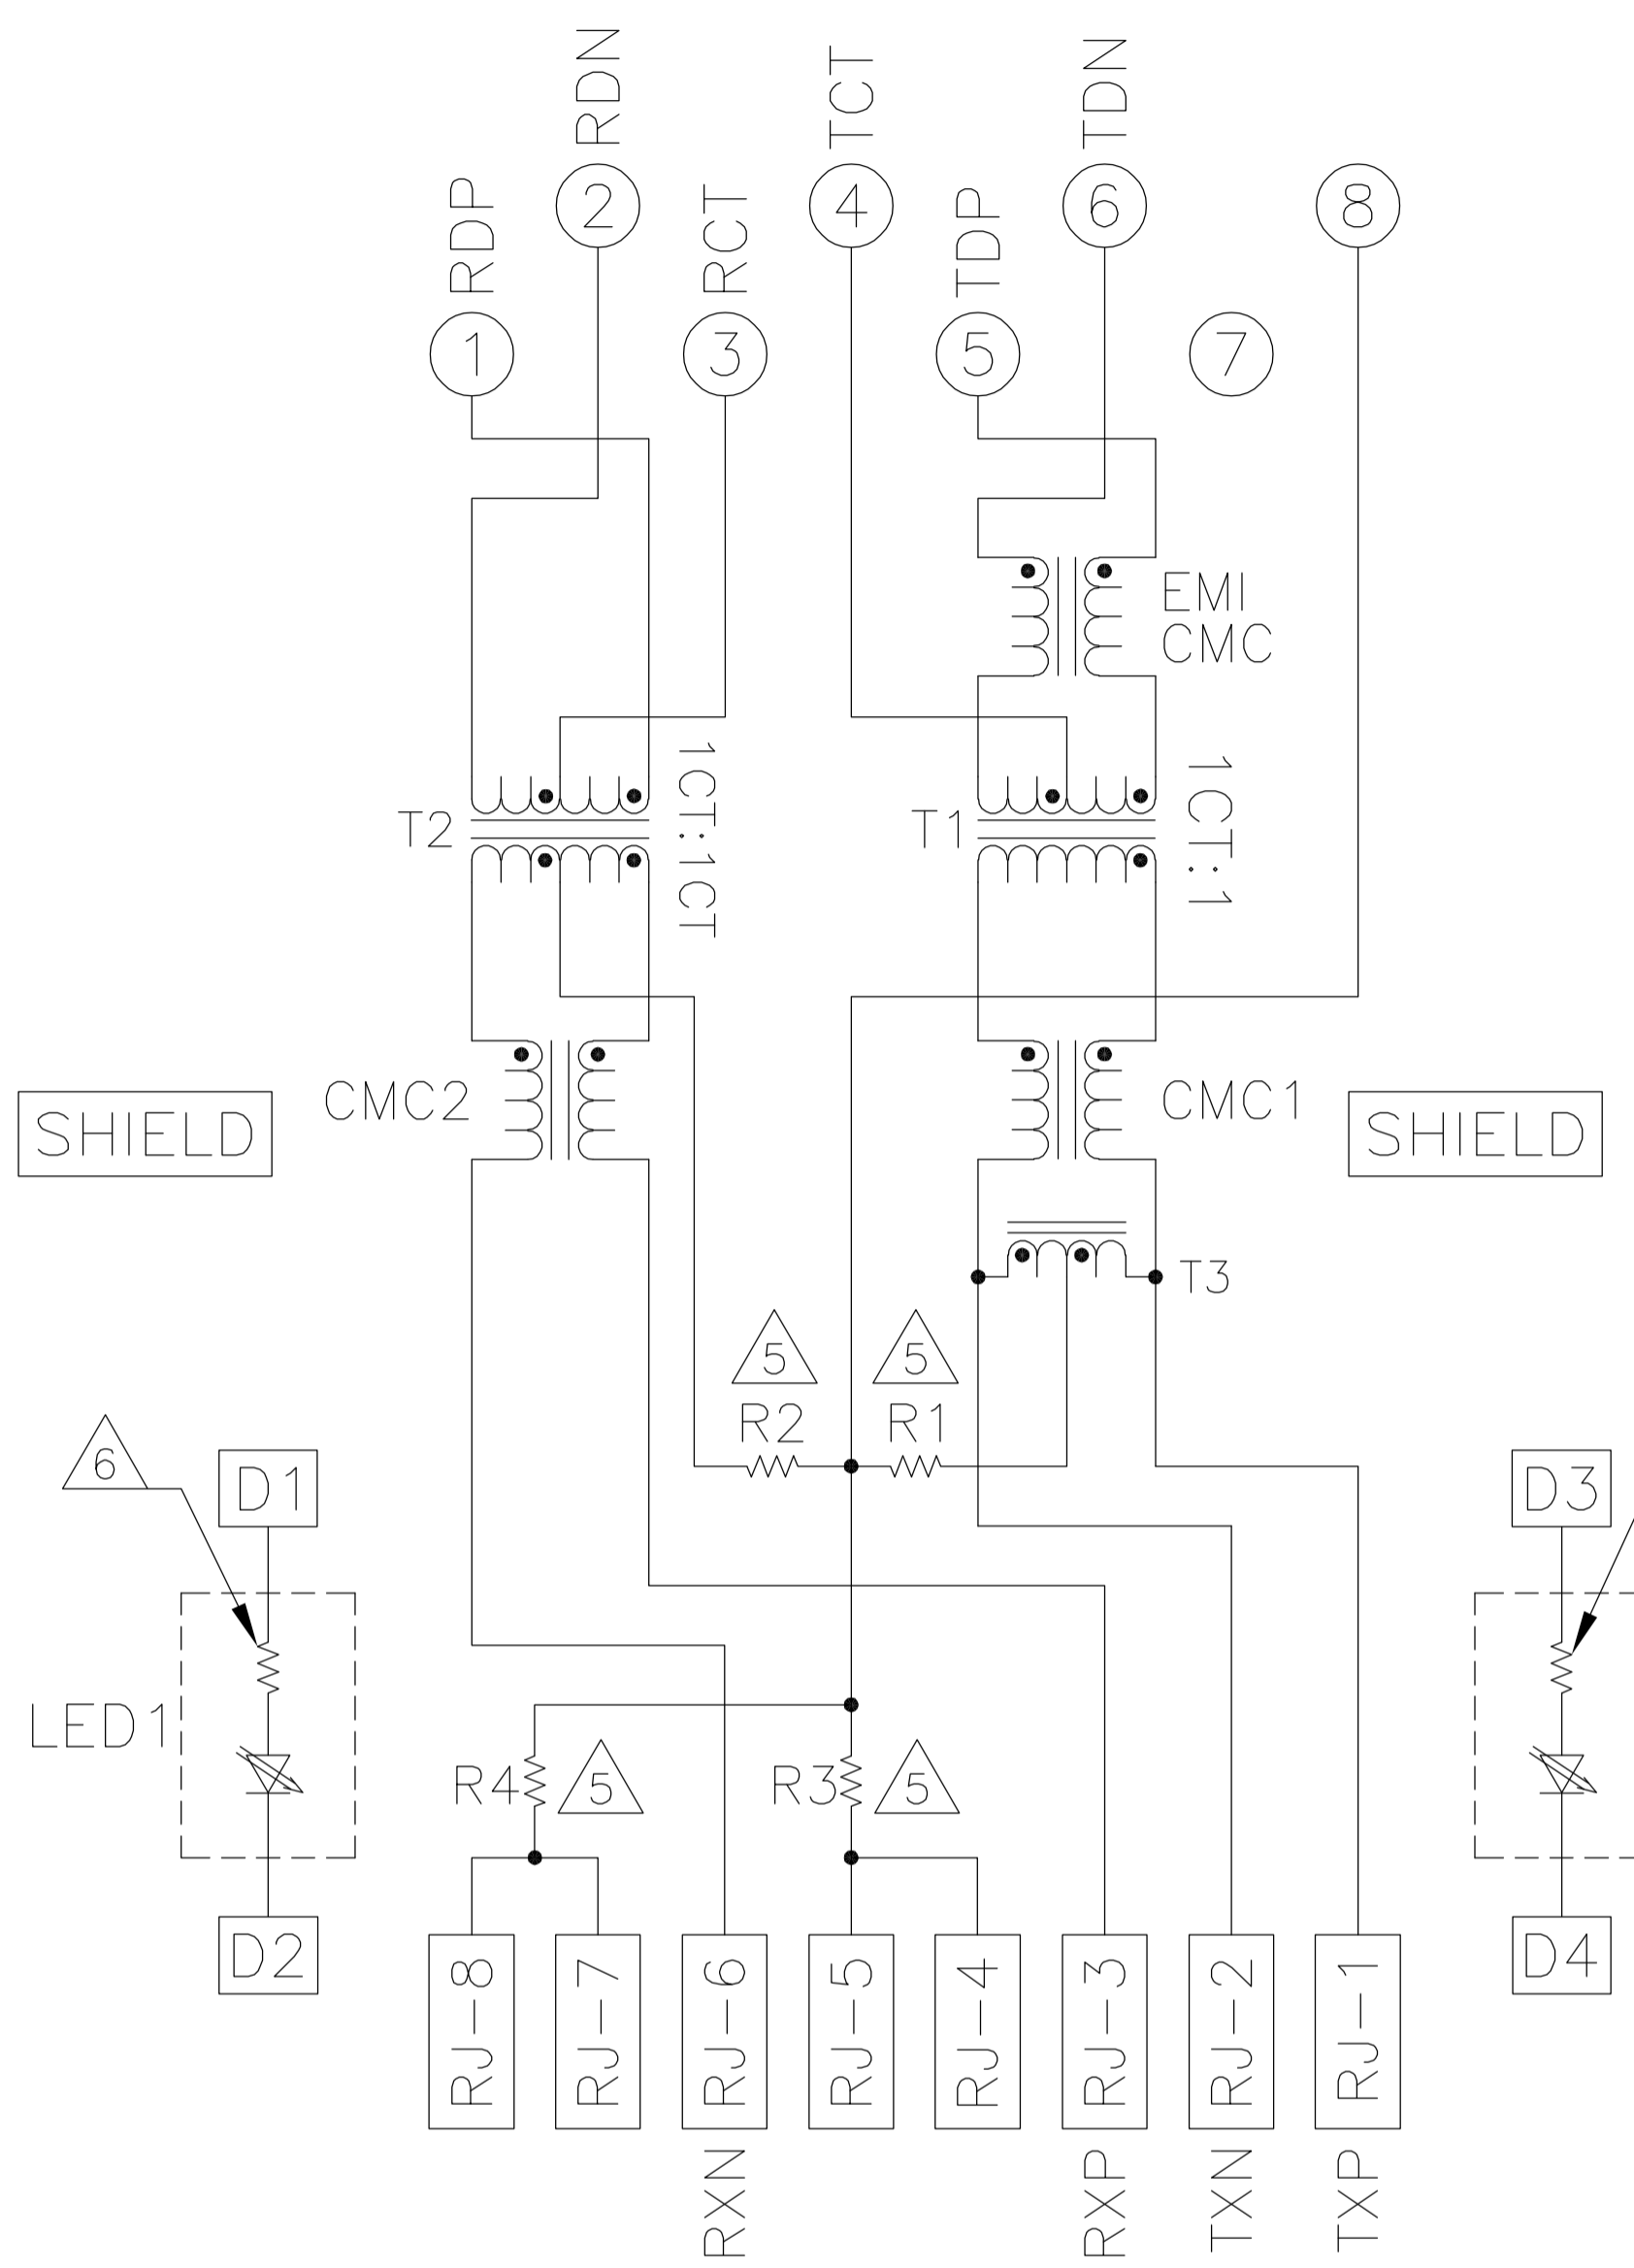 RDN
TCT
TDN
RDP
2
RCT
4
TDP
6
8
1
3
5
7
EMI
CMC
1CT:1CT
1CT:1
T2
T1
CMC2
CMC1
SHIELD
SHIELD
T3
5
5
R2
R1
6
D1
D3
LED1
R4
5
R3
5
D2
D4
RJ-8
RJ-7
RJ-6
RJ-5
RJ-4
RJ-3
RJ-2
RJ-1
RXN
RXP
TXN
TXP